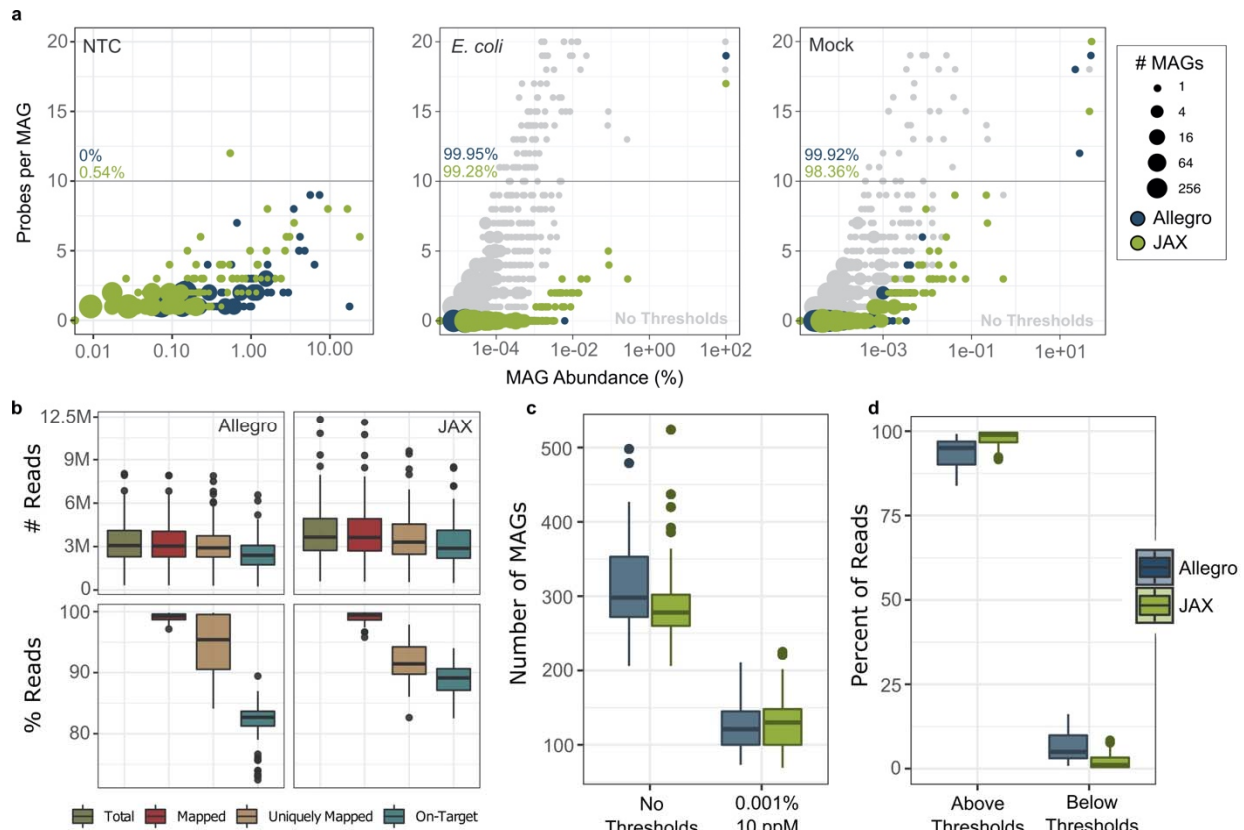 a
NTC
E. coli
Mock
20
15
10
5
0
Probes per MAG
0%
0.54%
99.95%
99.28%
99.92%
98.36%
No Thresholds
No Thresholds
0.01
0.10
1.00
10.00
1e-04
1e-02
1e+00
1e+02
1e-03
1e-01
1e+01
MAG Abundance (%)
# MAGs
1
4
16
64
256
Allegro
JAX
b
Allegro
JAX
12.5M
9M
6M
3M
0
# Reads
100
90
80
% Reads
Total
Mapped
Uniquely Mapped
On-Target
c
500
400
300
200
100
Number of MAGs
No
Thresholds
0.001%
10 ppM
d
100
75
50
25
0
Percent of Reads
Above
Thresholds
Below
Thresholds
Allegro
JAX